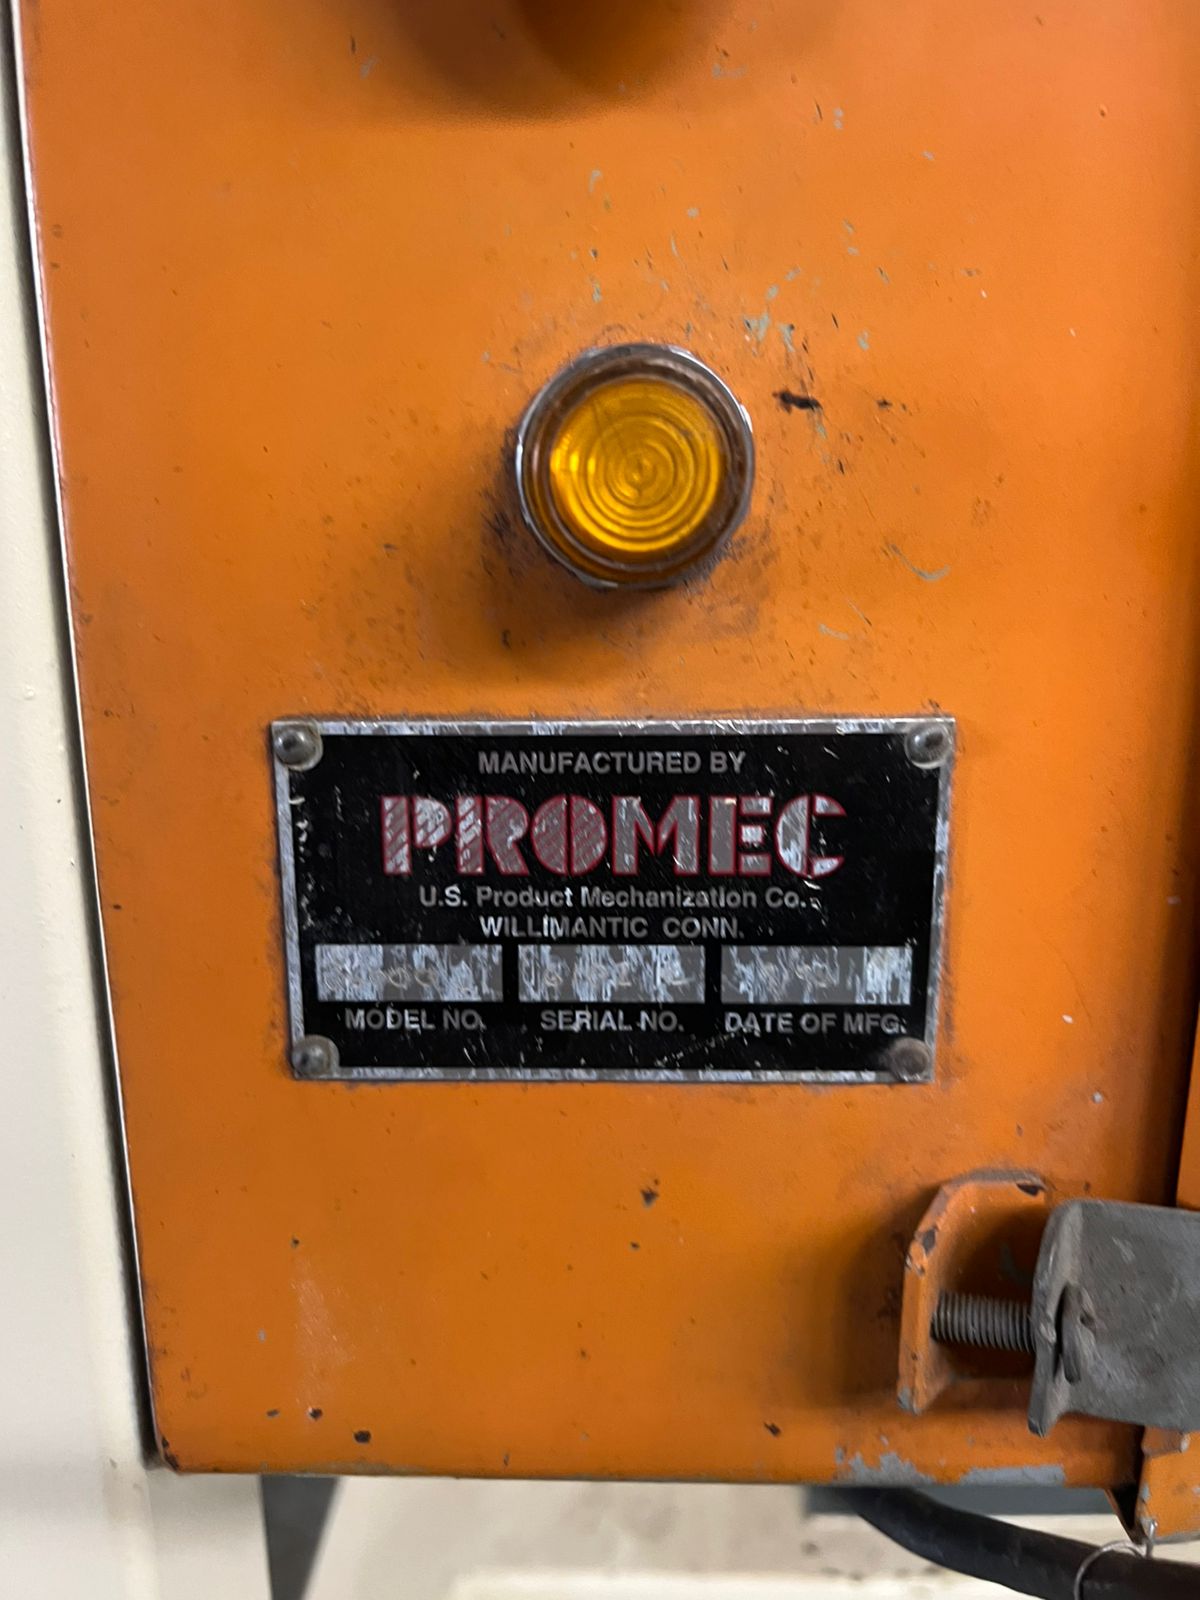 MANUFACTURED BY
PROMEC
U.S. Product Mechanization Co.
WILLIMANTIC CONN.
MODEL NO. SERIAL NO. DATE OF MFG.